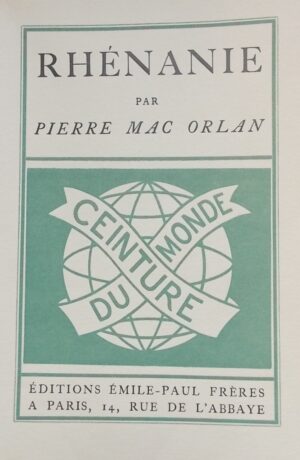 RHÉNANIE
PAR
PIERRE MAC ORLAN
CEINTURE
DU MONDE
ÉDITIONS ÉMILE-PAUL FRÈRES
A PARIS, 14, RUE DE L'ABBAYE